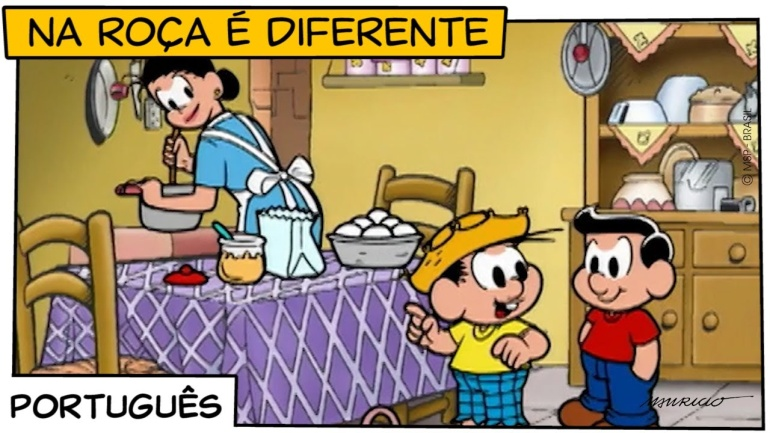 NA ROÇA É DIFERENTE
© MSP - BRASIL
PORTUGUÊS
MAURICIO